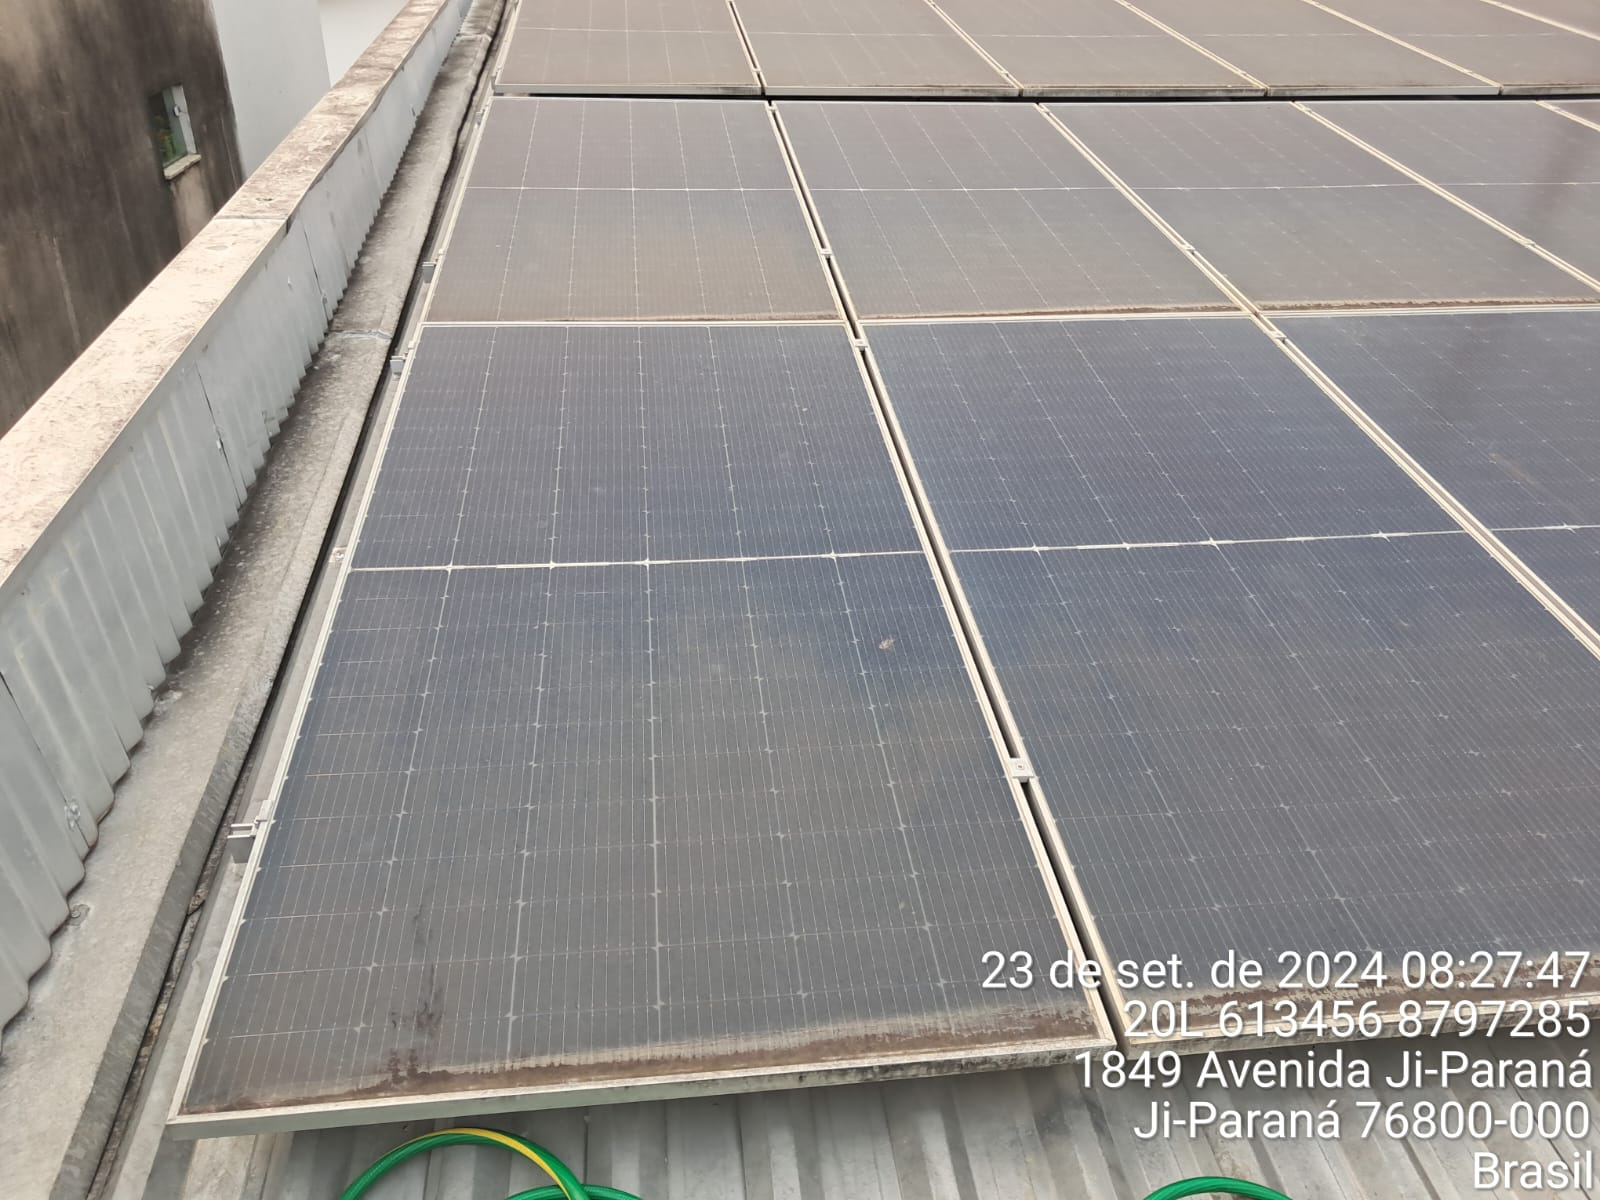 23 de set. de 2024 08:27:47
20L 613456 8797285
1849 Avenida Ji-Paraná
Ji-Paraná 76800-000
Brasil